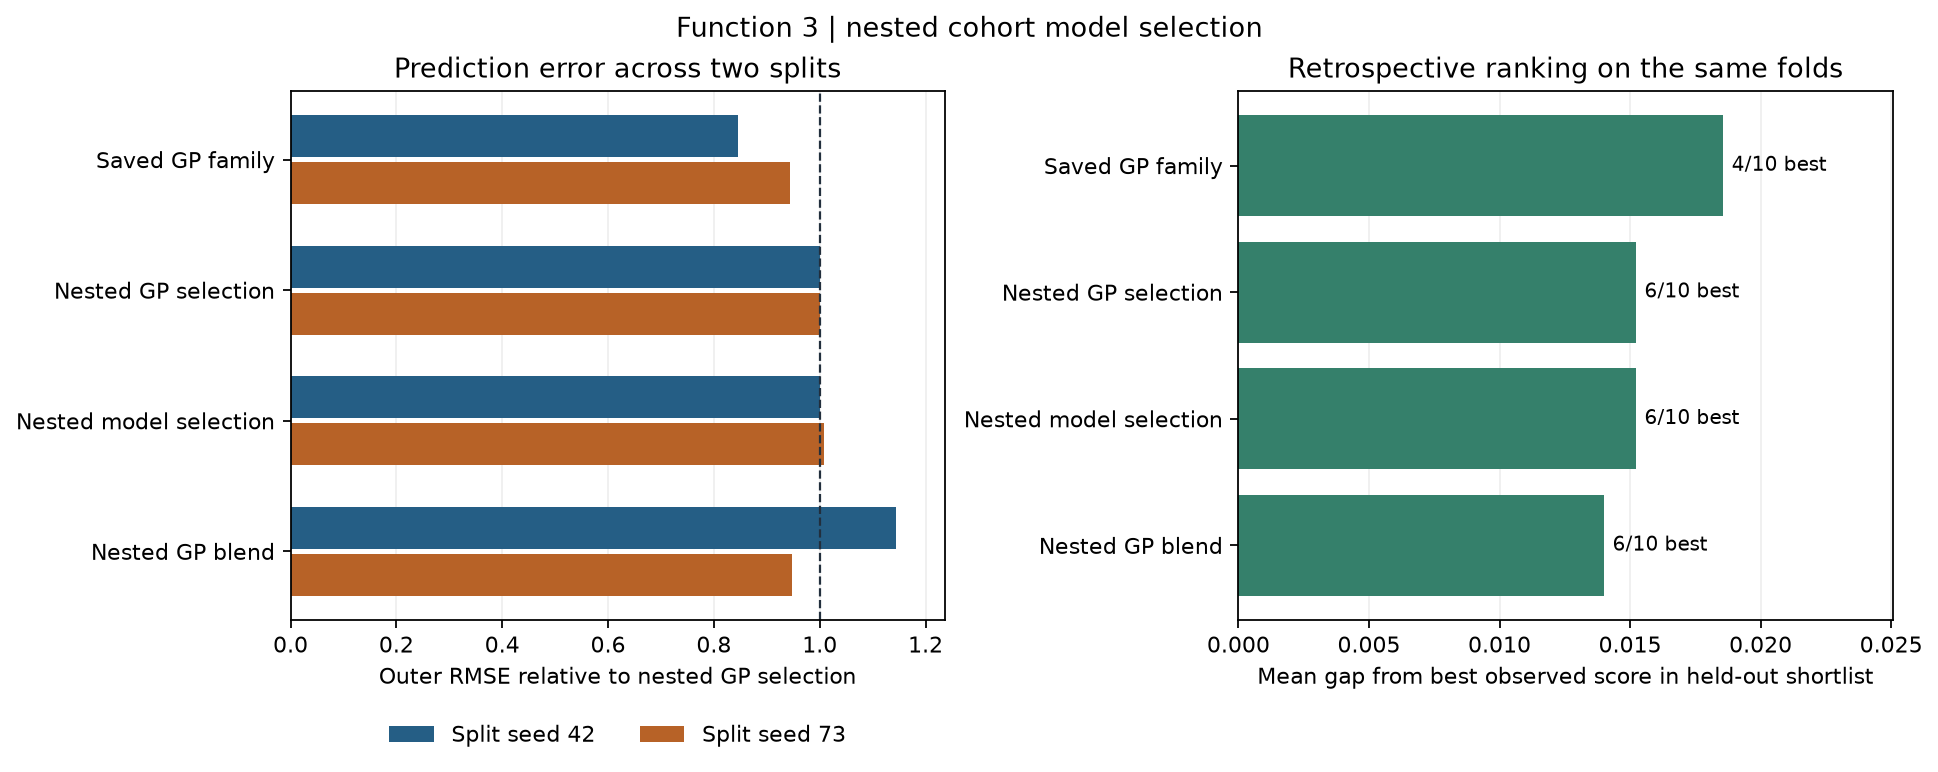 Function 3 | nested cohort model selection
Prediction error across two splits
Saved GP family
Nested GP selection
Nested model selection
Nested GP blend
0.0 0.2 0.4 0.6 0.8 1.0 1.2
Outer RMSE relative to nested GP selection
Split seed 42
Split seed 73
Retrospective ranking on the same folds
Saved GP family
4/10 best
Nested GP selection
6/10 best
Nested model selection
6/10 best
Nested GP blend
6/10 best
0.000 0.005 0.010 0.015 0.020 0.025
Mean gap from best observed score in held-out shortlist